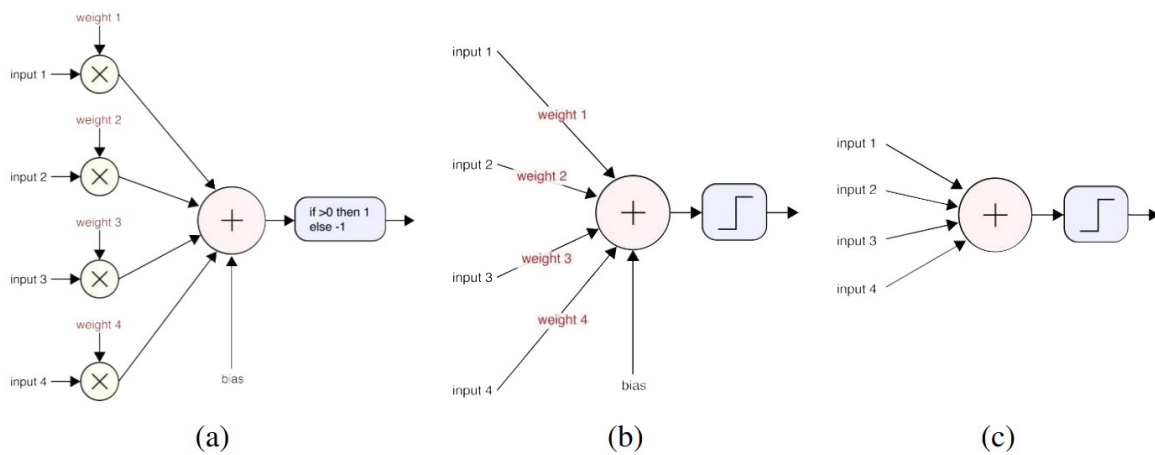 weight 1
input 1
weight 2
input 2
weight 3
input 3
weight 4
input 4
if >0 then 1
else -1
bias
(a)
input 1
weight 1
input 2
weight 2
input 3
weight 3
weight 4
input 4
bias
(b)
input 1
input 2
input 3
input 4
(c)